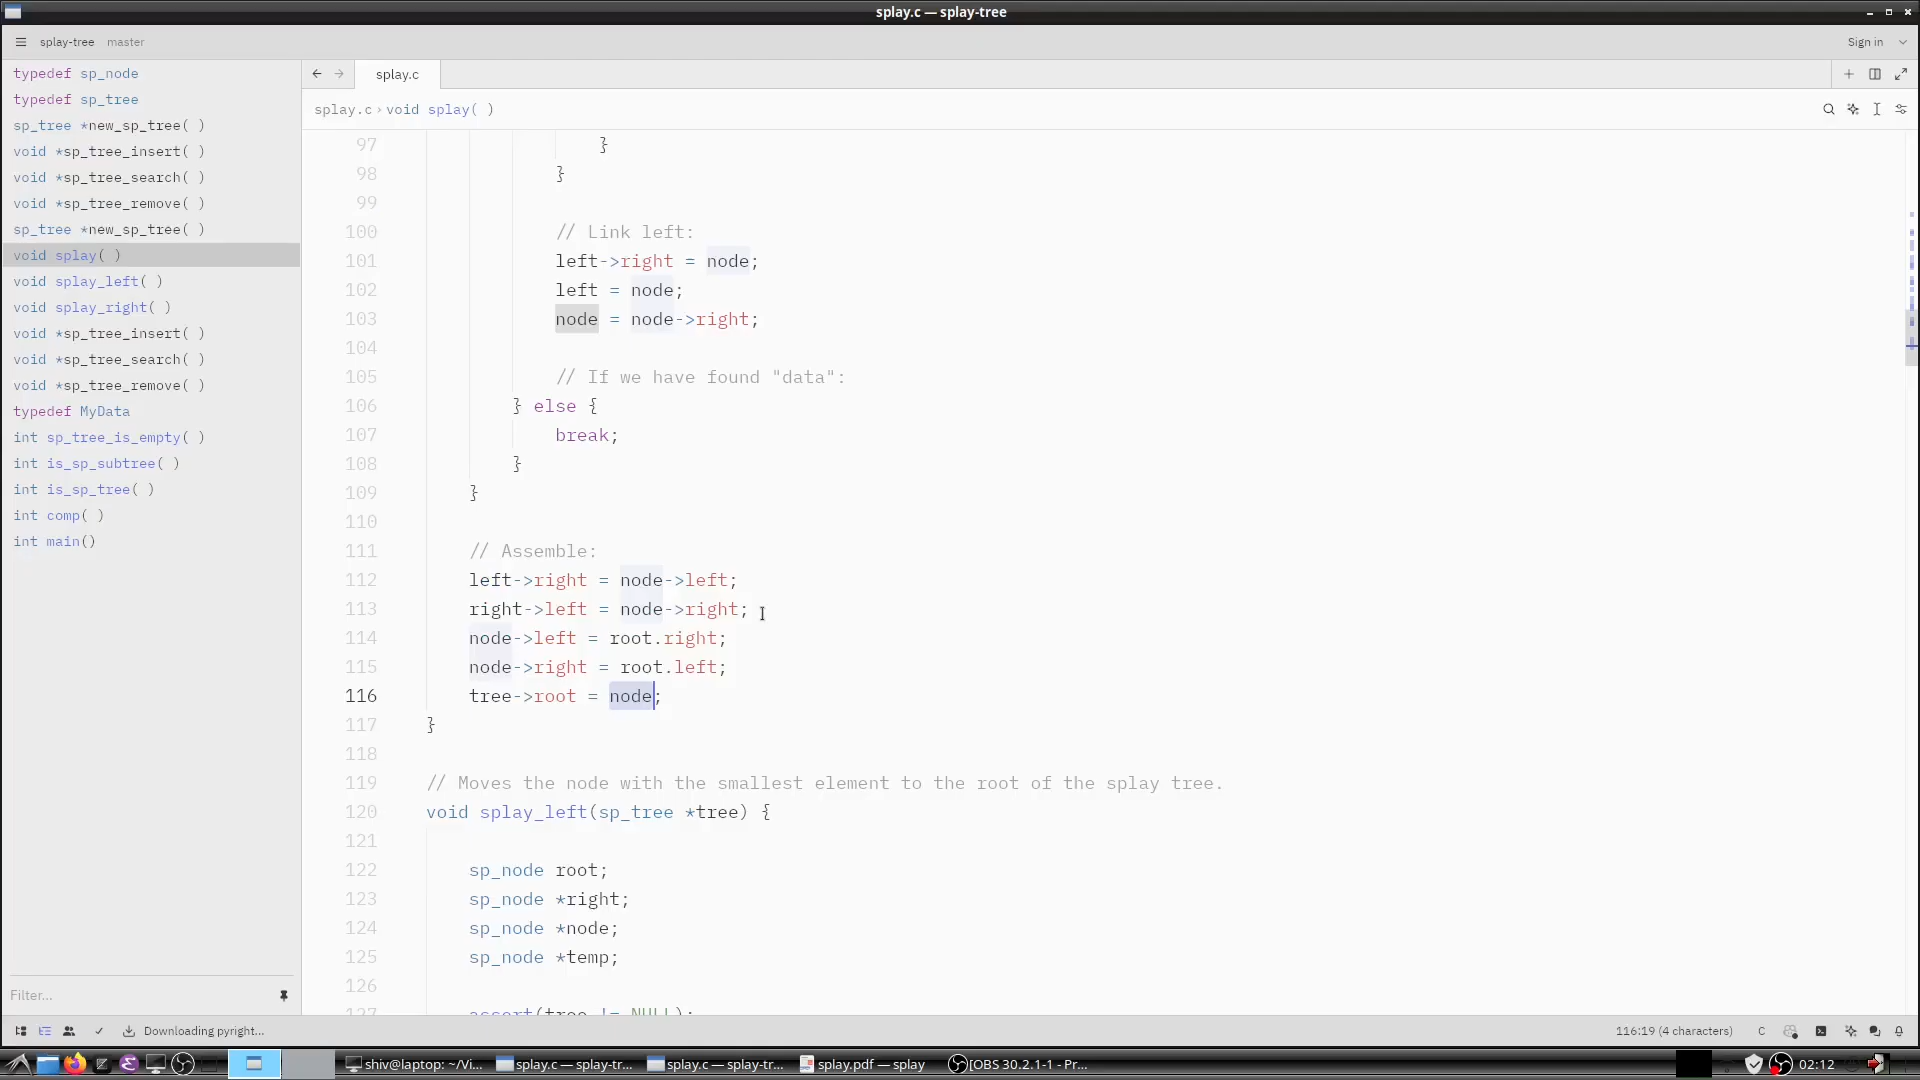 splay.c — splay-tree
splay-tree master
Sign in
typedef sp_node
typedef sp_tree
sp_tree *new_sp_tree( )
void *sp_tree_insert( )
void *sp_tree_search( )
void *sp_tree_remove( )
sp_tree *new_sp_tree( )
void splay( )
void splay_left( )
void splay_right( )
void *sp_tree_insert( )
void *sp_tree_search( )
void *sp_tree_remove( )
typedef MyData
int sp_tree_is_empty( )
int is_sp_subtree( )
int is_sp_tree( )
int comp( )
int main()
Filter...
splay.c
splay.c › void splay( )
97 }
98 }
99
100 // Link left:
101 left->right = node;
102 left = node;
103 node = node->right;
104
105 // If we have found "data":
106 } else {
107 break;
108 }
109 }
110
111 // Assemble:
112 left->right = node->left;
113 right->left = node->right;
114 node->left = root.right;
115 node->right = root.left;
116 tree->root = node;
117 }
118
119 // Moves the node with the smallest element to the root of the splay tree.
120 void splay_left(sp_tree *tree) {
121
122 sp_node root;
123 sp_node *right;
124 sp_node *node;
125 sp_node *temp;
126
127 assert(tree != NULL);
Downloading pyright...
116:19 (4 characters)
C
shiv@laptop: ~/Vi...
splay.c — splay-tr...
splay.c — splay-tr...
splay.pdf — splay
[OBS 30.2.1-1 - Pr...
02:12